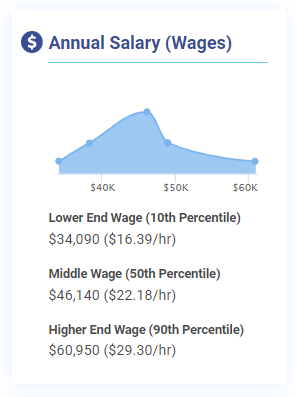 $ Annual Salary (Wages)
$40K $50K $60K
Lower End Wage (10th Percentile)
$34,090 ($16.39/hr)
Middle Wage (50th Percentile)
$46,140 ($22.18/hr)
Higher End Wage (90th Percentile)
$60,950 ($29.30/hr)